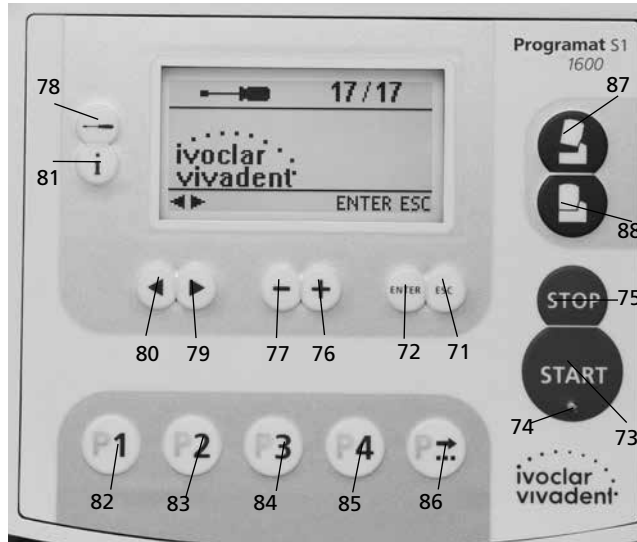 Programat S1
1600
78
87
17/17
81
i
ivoclar
vivadent
ENTER ESC
88
75
STOP
ENTER
ESC
80
79
77
76
72
71
START
74
73
P1
P2
P3
P4
P
82
83
84
85
86
ivoclar
vivadent